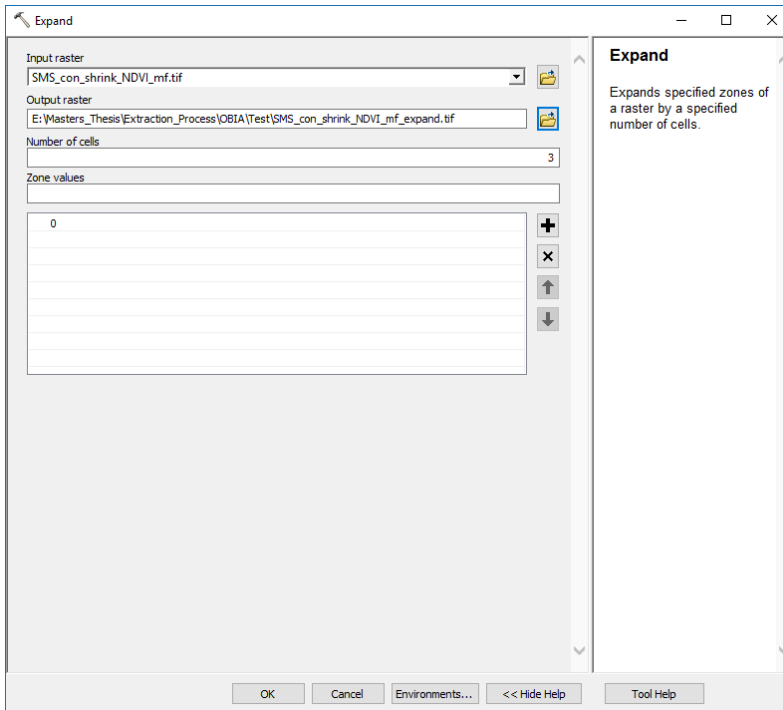 Expand
Input raster
SMS_con_shrink_NDVI_mf.tif
Output raster
E:\Masters_Thesis\Extraction_Process\OBIA\Test\SMS_con_shrink_NDVI_mf_expand.tif
Number of cells
3
Zone values
0
OK
Cancel
Environments...
<< Hide Help
Expand
Expands specified zones of
a raster by a specified
number of cells.
Tool Help